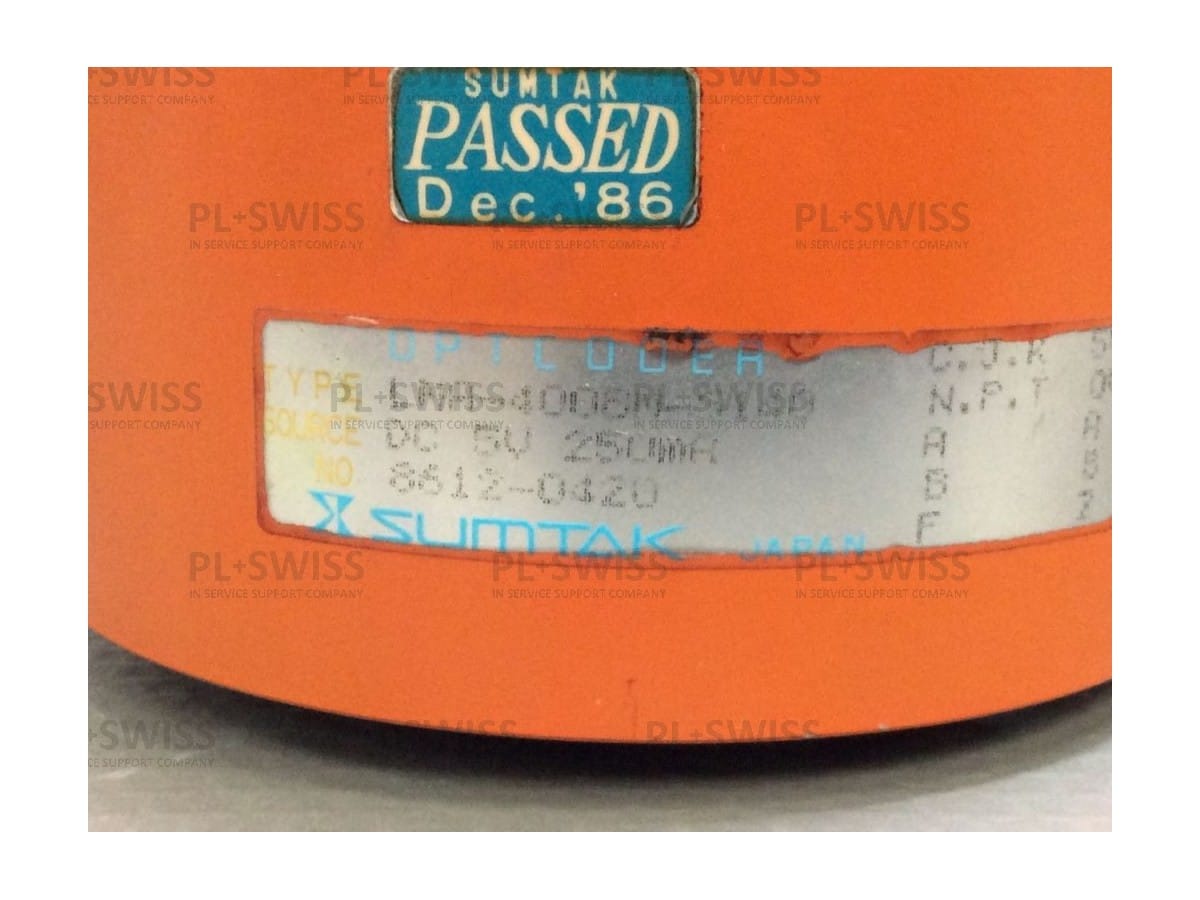 SUMTAK
PASSED
Dec.'86
OPTCODER
TYPE
C.J.K
N.P.T
SOURCE DC 5V 250mA
A
NO 8612-0420
B
SUMTAK JAPAN
F
PL+SWISS
IN SERVICE SUPPORT COMPANY